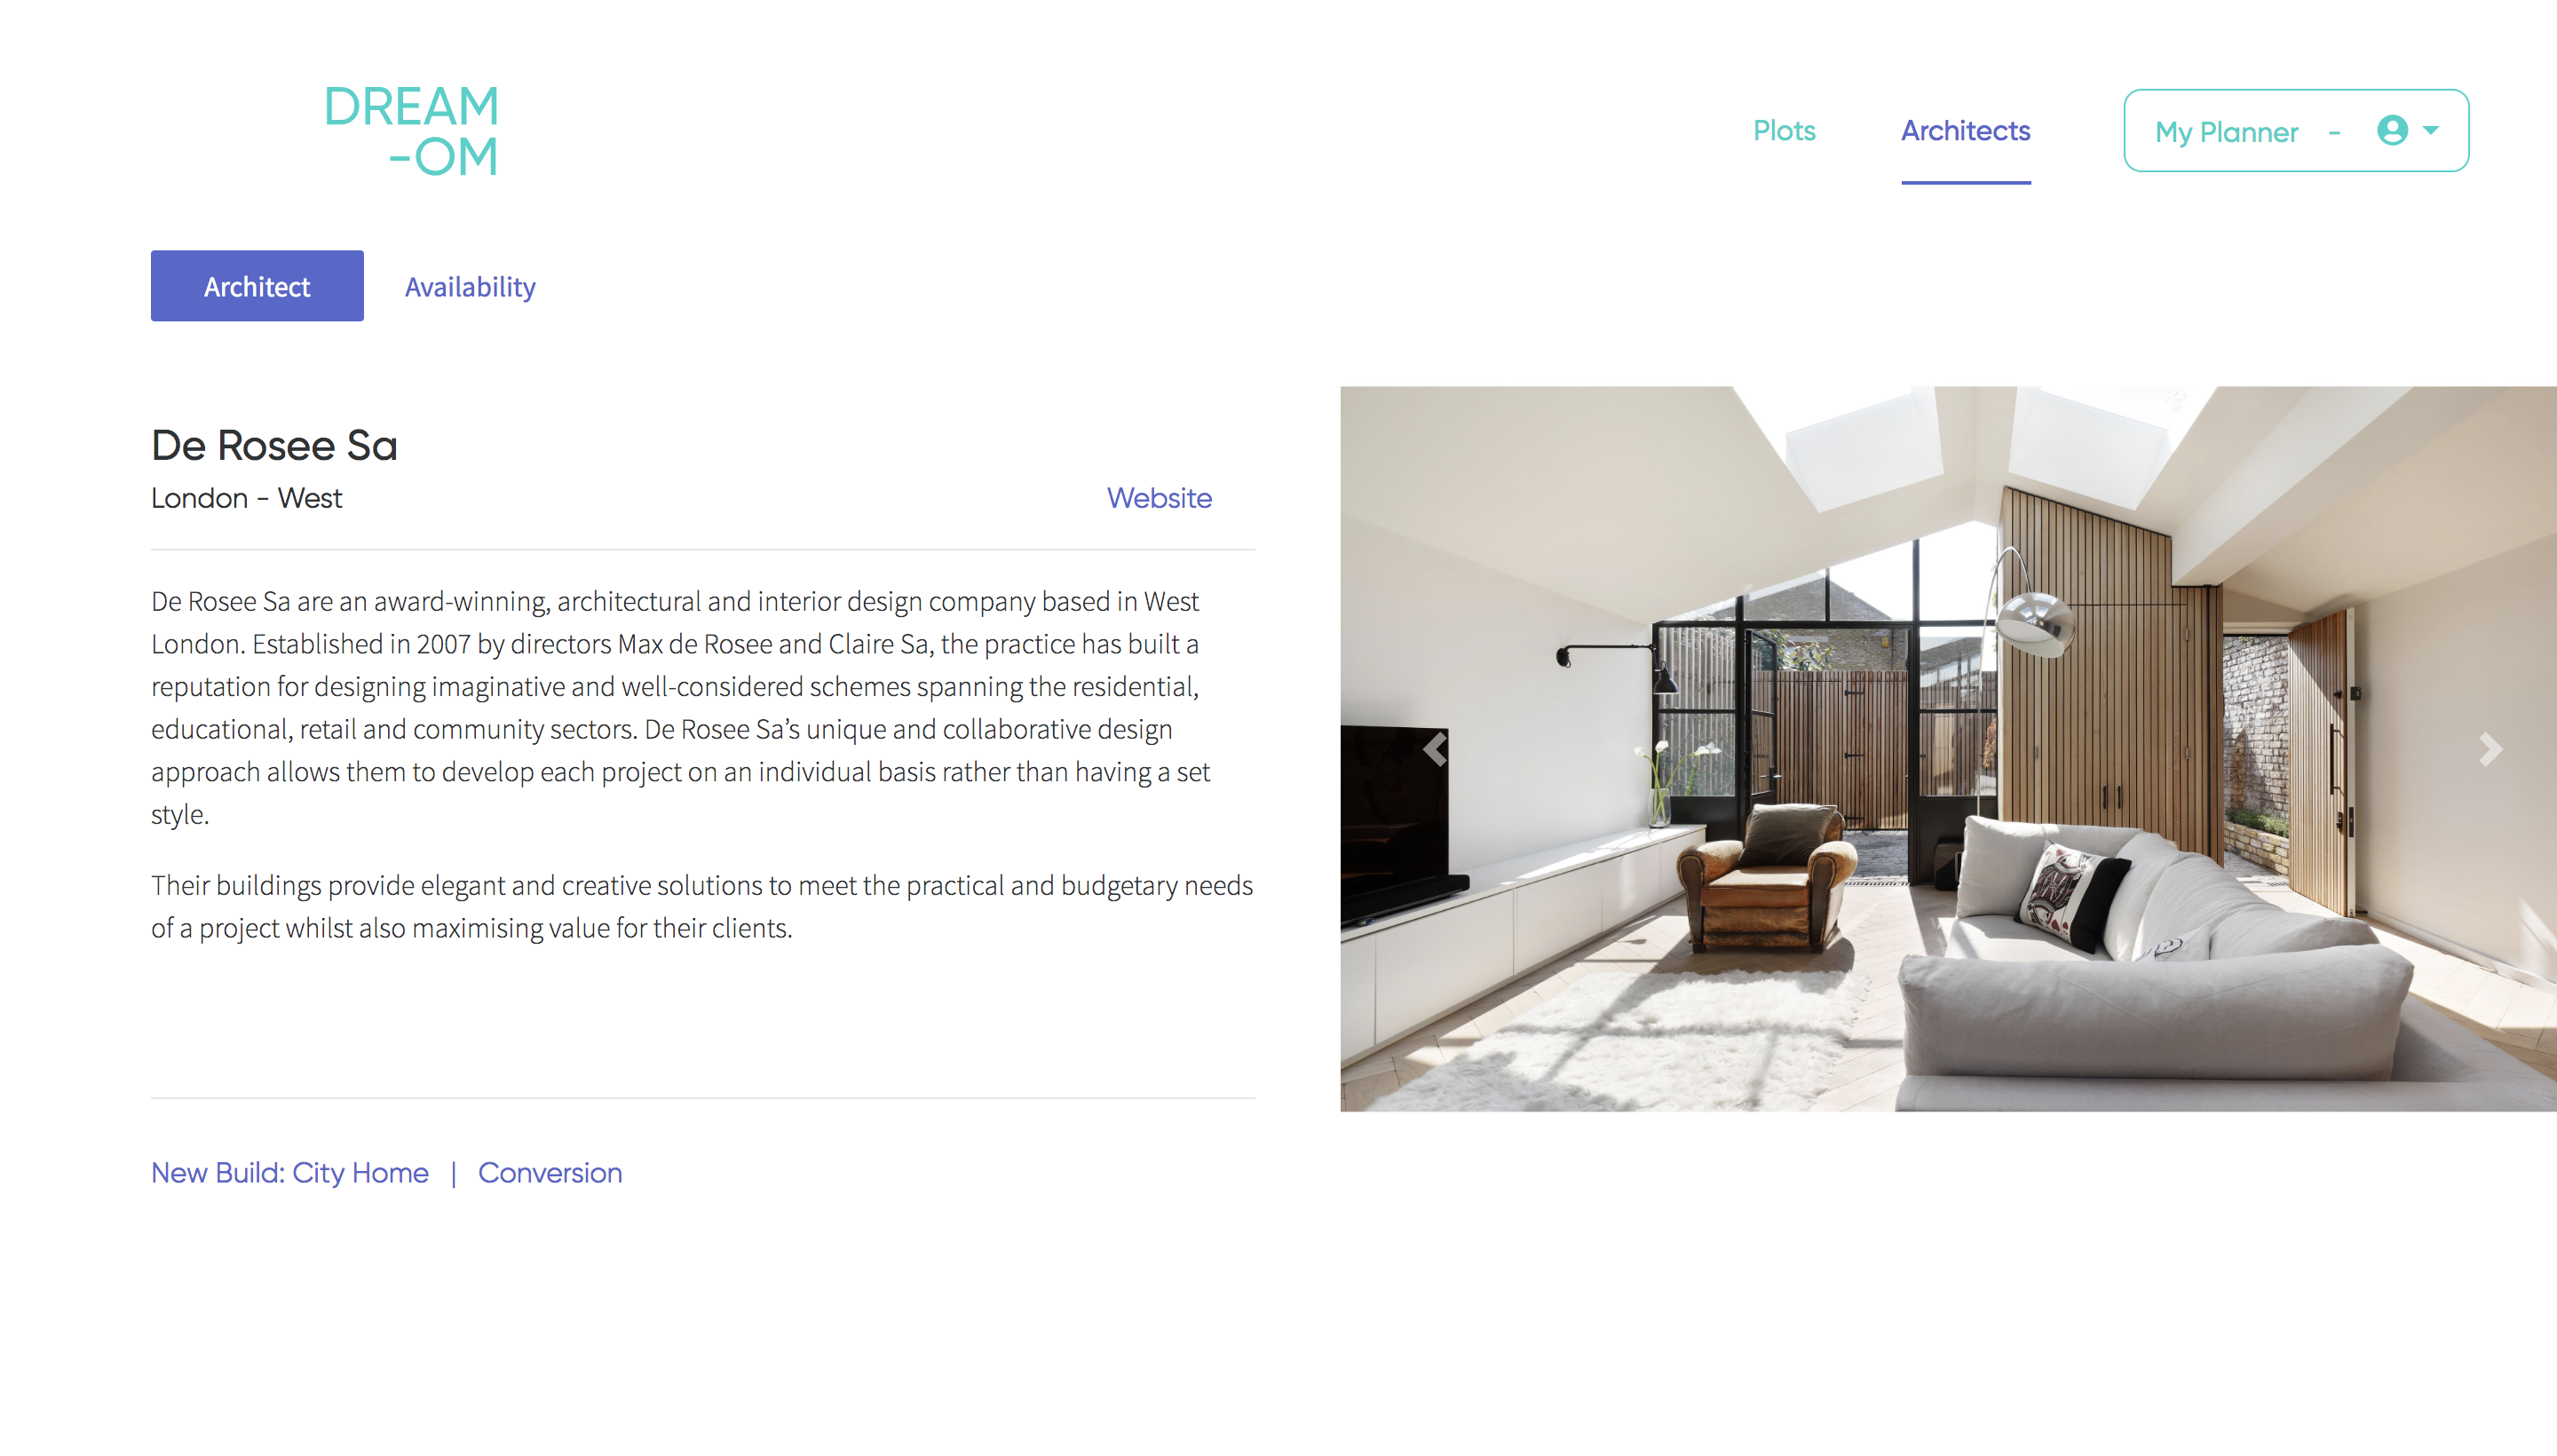 DREAM
-OM
Plots
Architects
My Planner -
Architect
Availability
De Rosee Sa
London - West
Website
De Rosee Sa are an award-winning, architectural and interior design company based in West
London. Established in 2007 by directors Max de Rosee and Claire Sa, the practice has built a
reputation for designing imaginative and well-considered schemes spanning the residential,
educational, retail and community sectors. De Rosee Sa’s unique and collaborative design
approach allows them to develop each project on an individual basis rather than having a set
style.
Their buildings provide elegant and creative solutions to meet the practical and budgetary needs
of a project whilst also maximising value for their clients.
New Build: City Home | Conversion